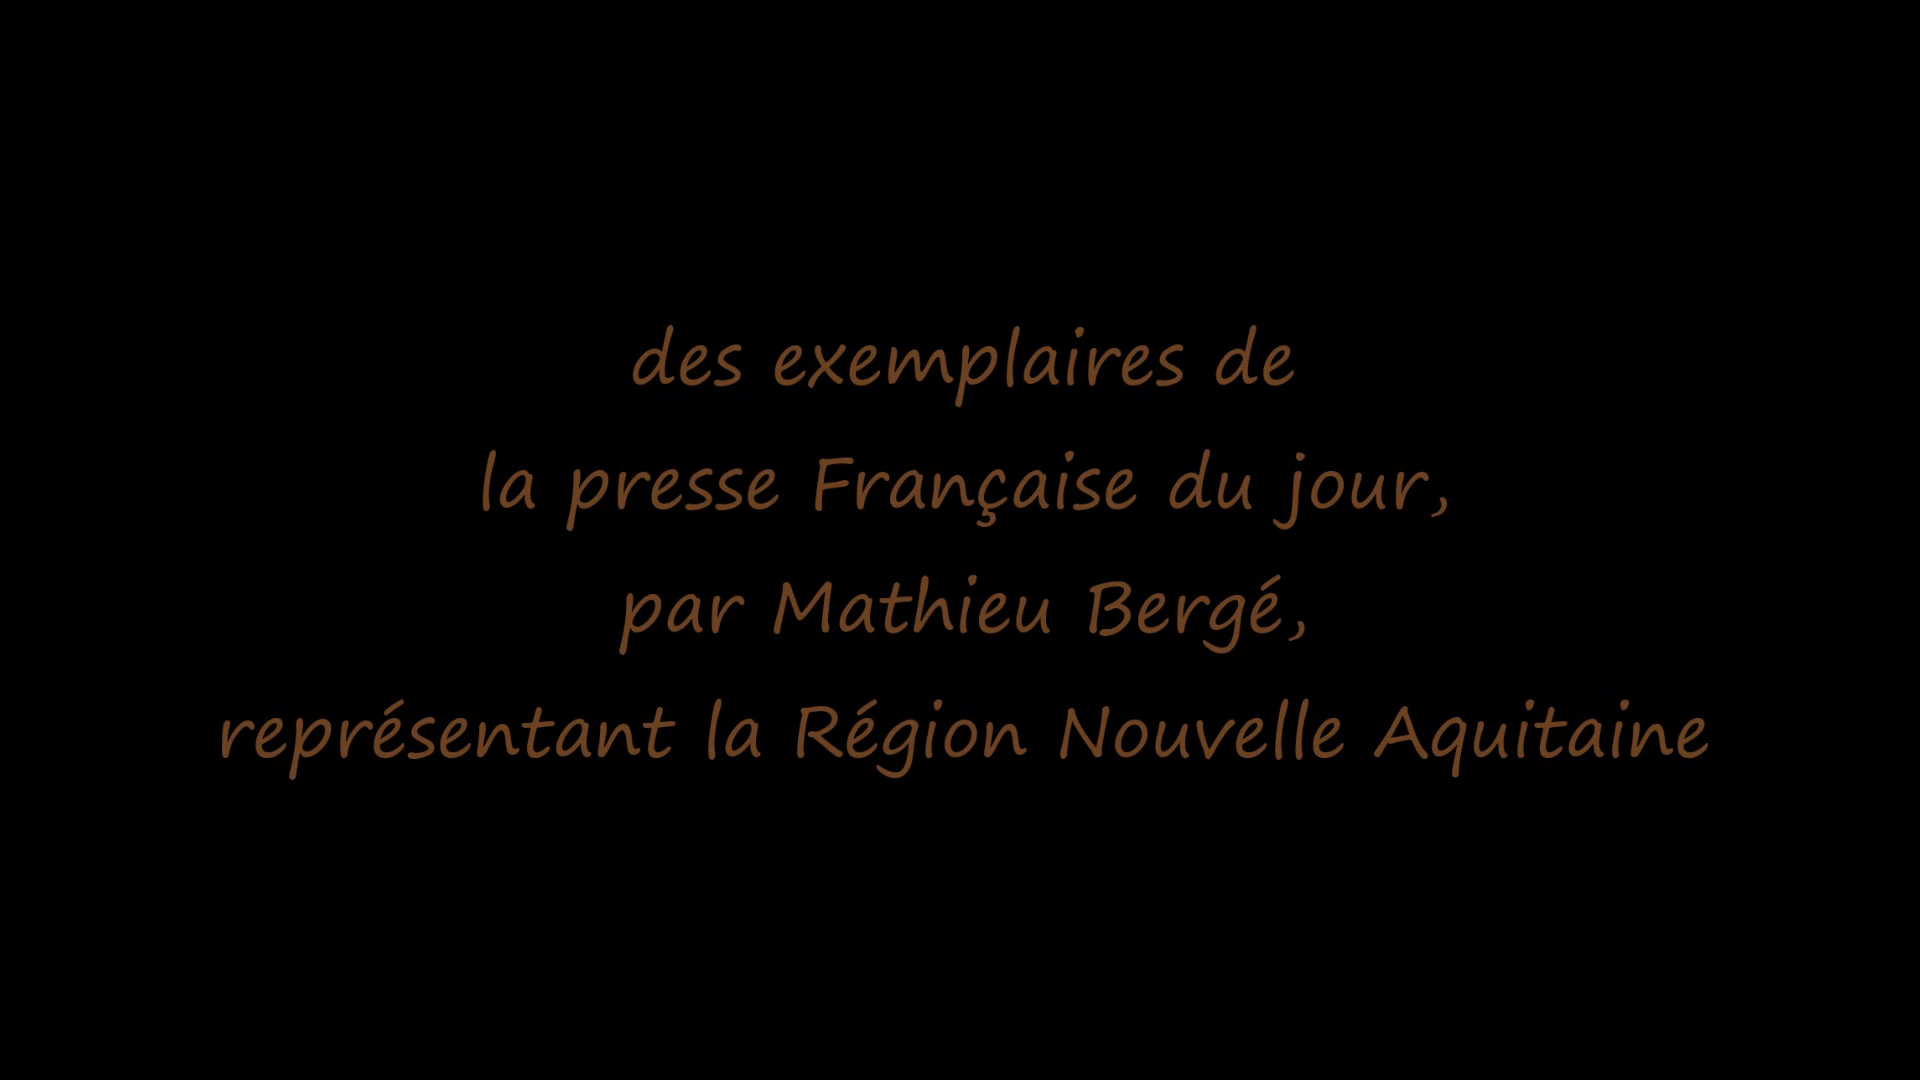 des exemplaires de
la presse Française du jour,
par Mathieu Bergé,
représentant la Région Nouvelle Aquitaine